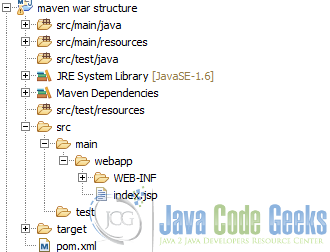 maven war structure
src/main/java
src/main/resources
src/test/java
JRE System Library [JavaSE-1.6]
Maven Dependencies
src/test/resources
src
main
webapp
WEB-INF
index.jsp
test
target
pom.xml
JCG
Java Code Geeks
JAVA 2 JAVA DEVELOPERS RESOURCE CENTER